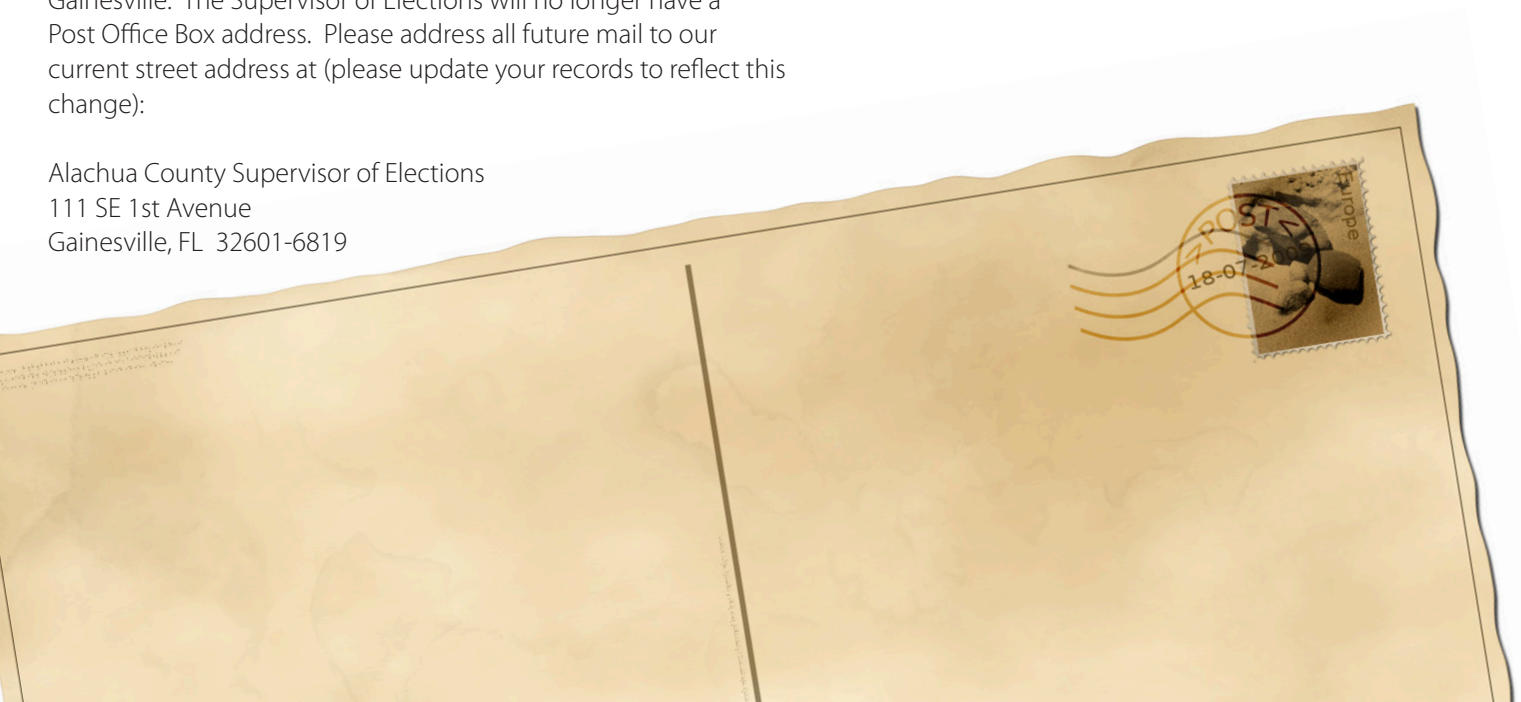 Gainesville.  The Supervisor of Elections will no longer have a
Post Office Box address.  Please address all future mail to our
current street address at (please update your records to reflect this
change):
Alachua County Supervisor of Elections
111 SE 1st Avenue
Gainesville, FL  32601-6819
Europe
POST
18-07-200